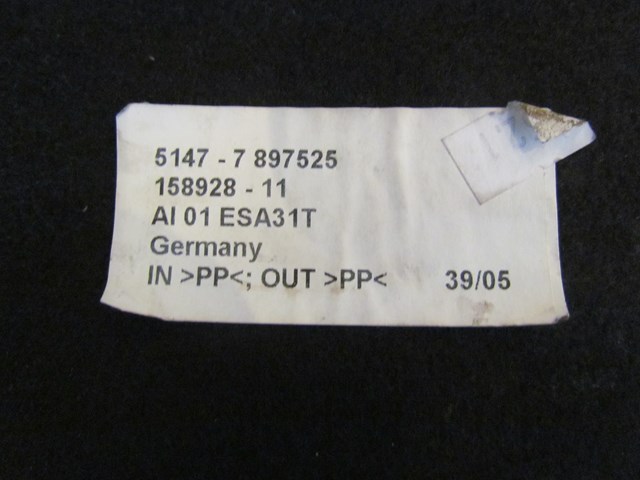 5147 - 7 897525
158928 - 11
AI 01 ESA31T
Germany
IN >PP<; OUT >PP< 39/05